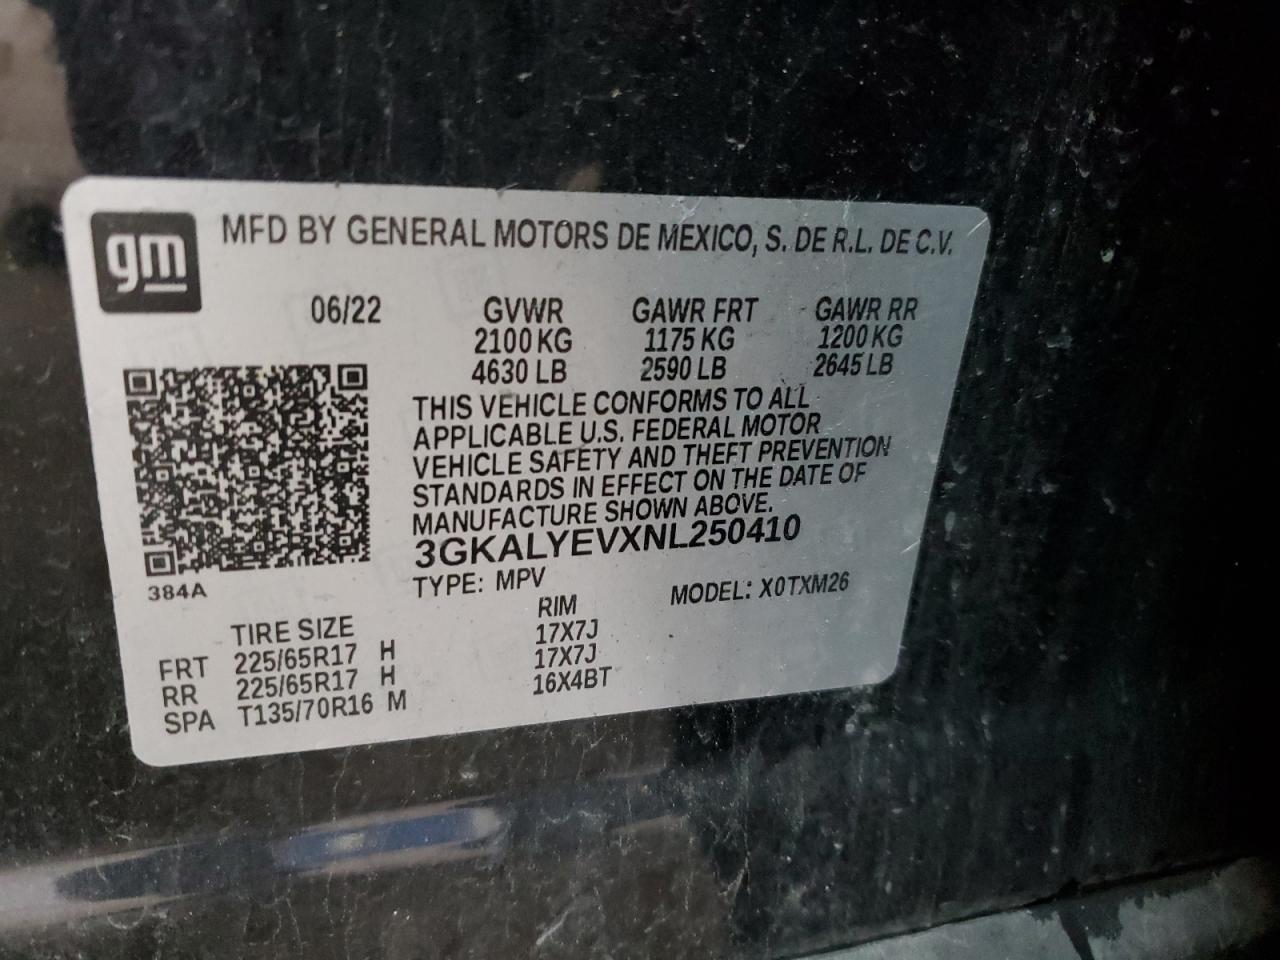 gm
MFD BY GENERAL MOTORS DE MEXICO, S. DE R.L. DE C.V.
06/22 GVWR GAWR FRT GAWR RR
2100 KG 1175 KG 1200 KG
4630 LB 2590 LB 2645 LB
THIS VEHICLE CONFORMS TO ALL
APPLICABLE U.S. FEDERAL MOTOR
VEHICLE SAFETY AND THEFT PREVENTION
STANDARDS IN EFFECT ON THE DATE OF
MANUFACTURE SHOWN ABOVE.
3GKALYEVXNL250410
384A
TYPE: MPV MODEL: X0TXM26
TIRE SIZE RIM
FRT 225/65R17 H 17X7J
RR 225/65R17 H 17X7J
SPA T135/70R16 M 16X4BT